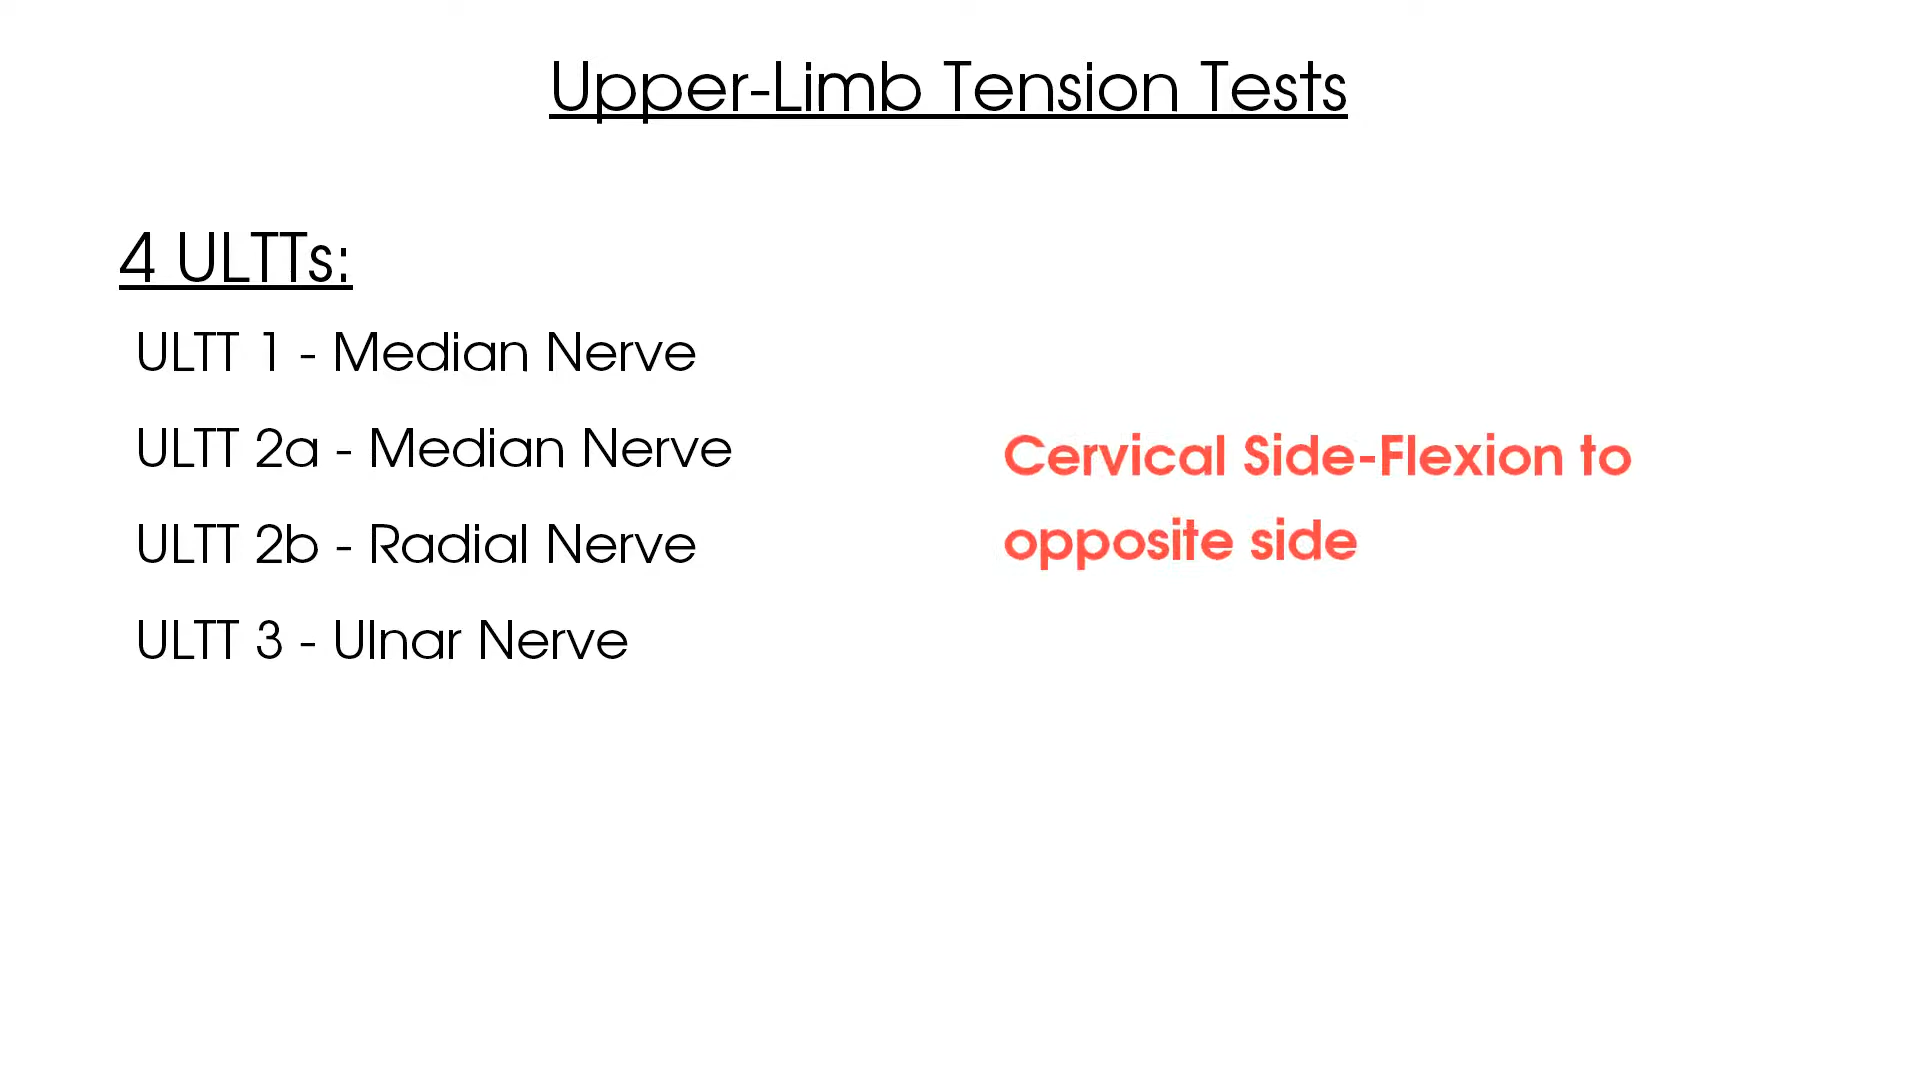 Upper-Limb Tension Tests
4 ULTTs:
ULTT 1 - Median Nerve
ULTT 2a - Median Nerve
ULTT 2b - Radial Nerve
ULTT 3 - Ulnar Nerve
Cervical Side-Flexion to
opposite side